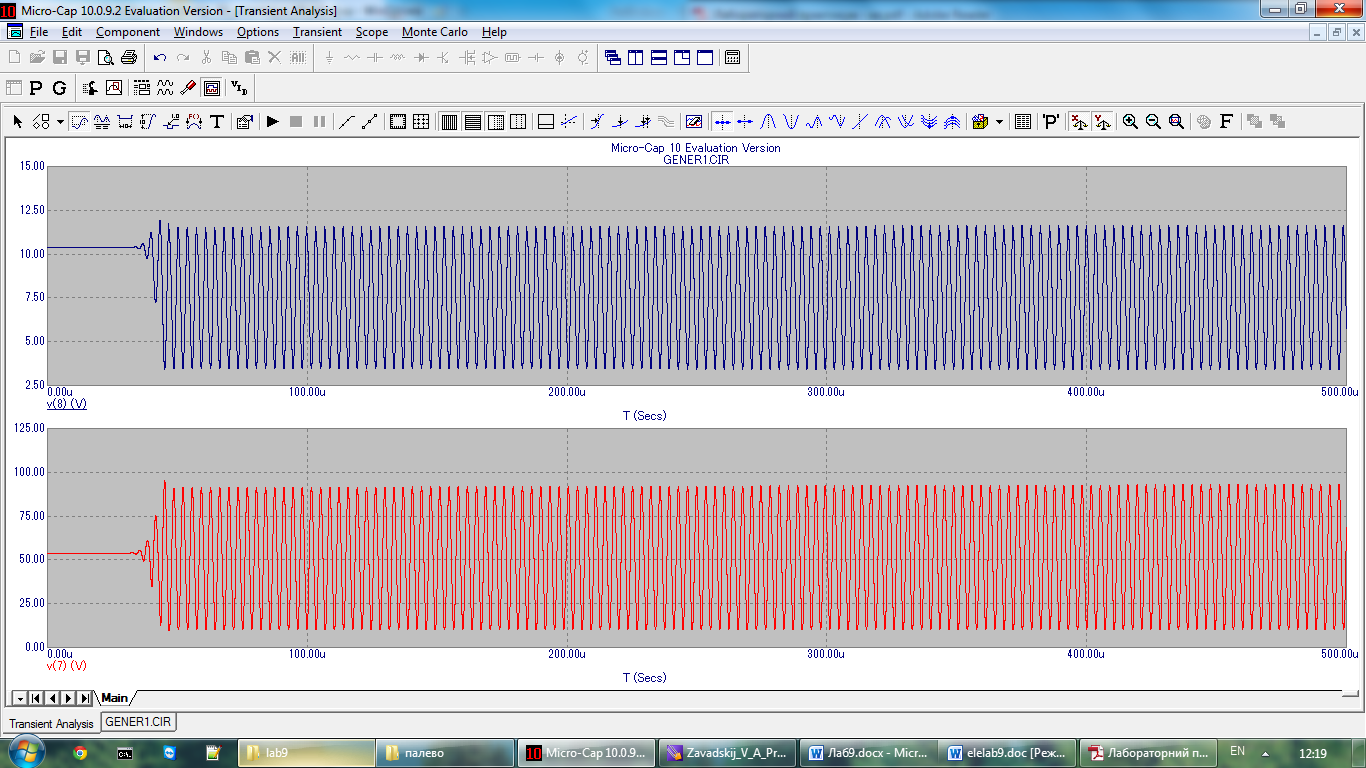 10 Micro-Cap 10.0.9.2 Evaluation Version - [Transient Analysis]
File Edit Component Windows Options Transient Scope Monte Carlo Help
P G
T 'P' F
Micro-Cap 10 Evaluation Version
GENER1.CIR
15.00
12.50
10.00
7.50
5.00
2.50
0.00u 100.00u 200.00u 300.00u 400.00u 500.00u
v(8) (V)
T (Secs)
125.00
100.00
75.00
50.00
25.00
0.00
0.00u 100.00u 200.00u 300.00u 400.00u 500.00u
v(7) (V)
T (Secs)
Main
Transient Analysis GENER1.CIR
lab9 палево 10 Micro-Cap 10.0.9... Zavadskij_V_A_Pr... Лаб9.docx - Micr... elelab9.doc [Реж... Лабораторний п... EN 12:19